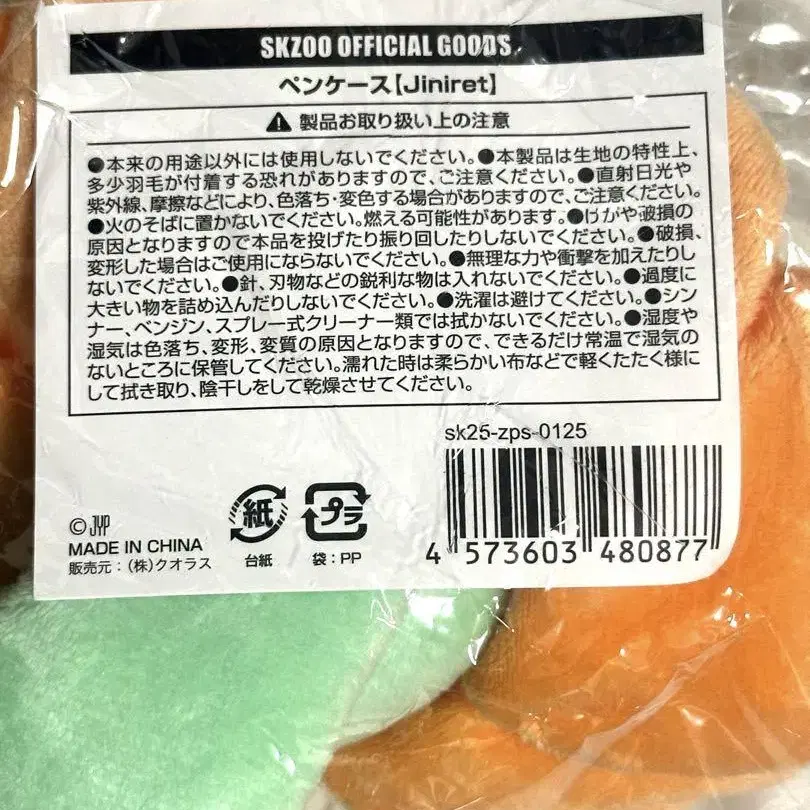 SKZOO OFFICIAL GOODS
ペンケース【Jiniret】
製品お取り扱い上の注意
●本来の用途以外には使用しないでください。●本製品は生地の特性上、
多少羽毛が付着する恐れがありますので、ご注意ください。●直射日光や
紫外線、摩擦などにより、色落ち・変色する場合がありますので、ご注意ください。
●火のそばに置かないでください。燃える可能性があります。●けがや破損の
原因となりますので本品を投げたり振り回したりしないでください。●破損、
変形した場合はご使用にならないでください。●無理な力や衝撃を加えたりし
ないでください。●針、刃物などの鋭利な物は入れないでください。●過度に
大きい物を詰め込んだりしないでください。●洗濯は避けてください。●シン
ナー、ベンジン、スプレー式クリーナー類では拭かないでください。●湿度や
湿気は色落ち、変形、変質の原因となりますので、できるだけ常温で湿気の
ないところに保管してください。濡れた時は柔らかい布などで軽くたたく様に
して拭き取り、陰干しをして乾燥させてください。
sk25-zps-0125
©JYP
MADE IN CHINA
販売元:(株)クオラス
紙
台紙
プラ
袋:PP
4 573603 480877